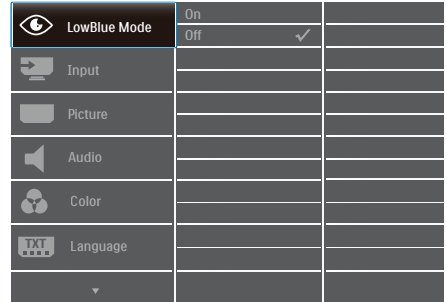 LowBlue Mode
On
Off
Input
Picture
Audio
Color
TXT
Language